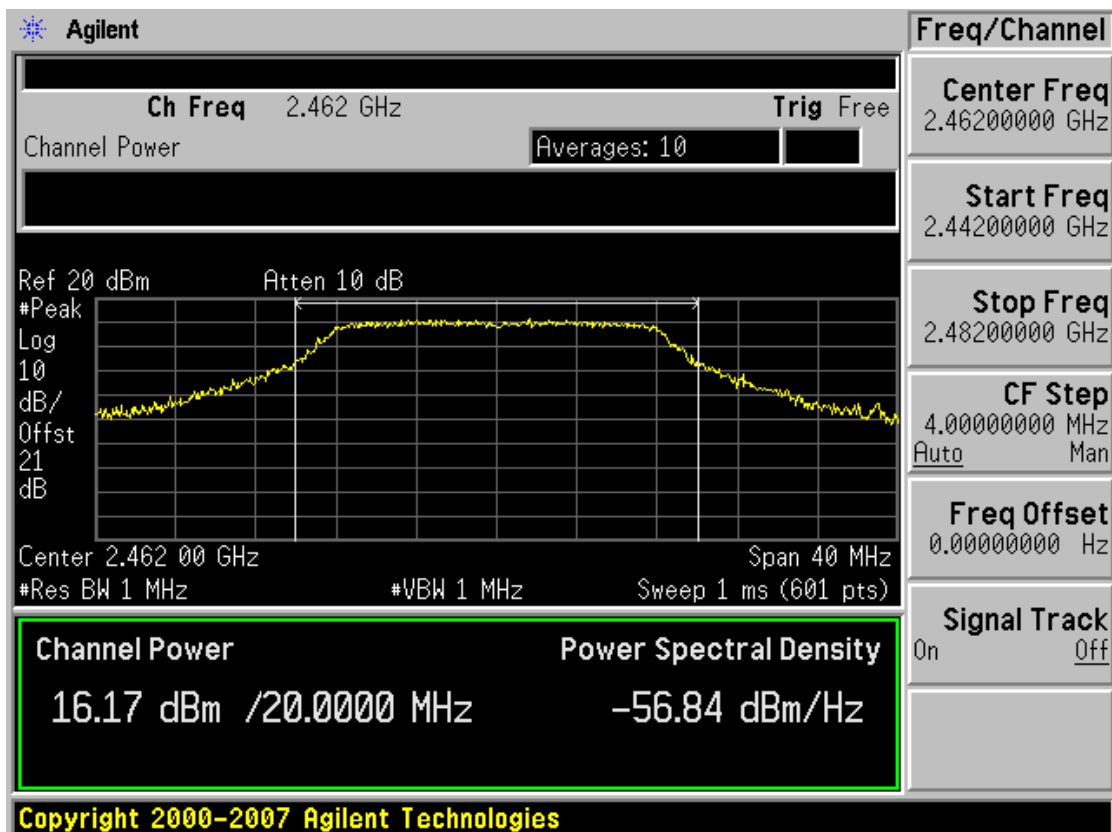 Agilent
Freq/Channel
Ch Freq 2.462 GHz Trig Free
Channel Power Averages: 10
Ref 20 dBm Atten 10 dB
#Peak
Log
10
dB/
Offst
21
dB
Center 2.462 00 GHz Span 40 MHz
#Res BW 1 MHz #VBW 1 MHz Sweep 1 ms (601 pts)
Channel Power Power Spectral Density
16.17 dBm /20.0000 MHz -56.84 dBm/Hz
Center Freq
2.46200000 GHz
Start Freq
2.44200000 GHz
Stop Freq
2.48200000 GHz
CF Step
4.00000000 MHz
Auto Man
Freq Offset
0.00000000 Hz
Signal Track
On Off
Copyright 2000-2007 Agilent Technologies